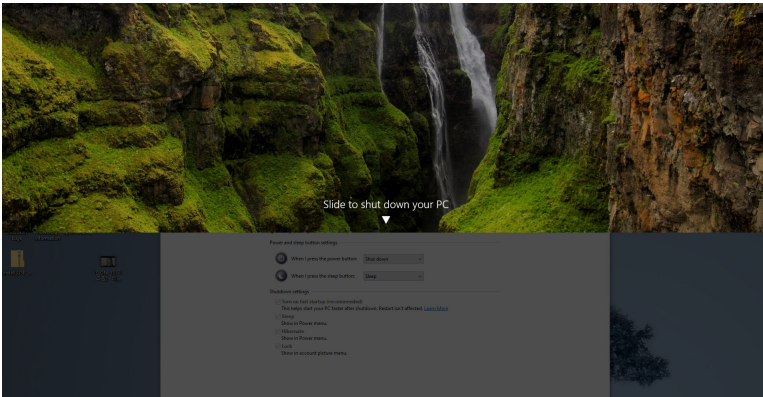 Slide to shut down your PC
Power and sleep button settings
When I press the power button: Shut down
When I press the sleep button: Sleep
Shutdown settings
Turn on fast startup (recommended)
This helps start your PC faster after shutdown. Restart isn't affected. Learn More
Sleep
Show in Power menu.
Hibernate
Show in Power menu.
Lock
Show in account picture menu.